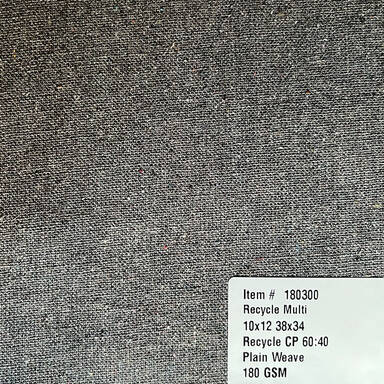 Item # 180300
Recycle Multi
10x12 38x34
Recycle CP 60:40
Plain Weave
180 GSM